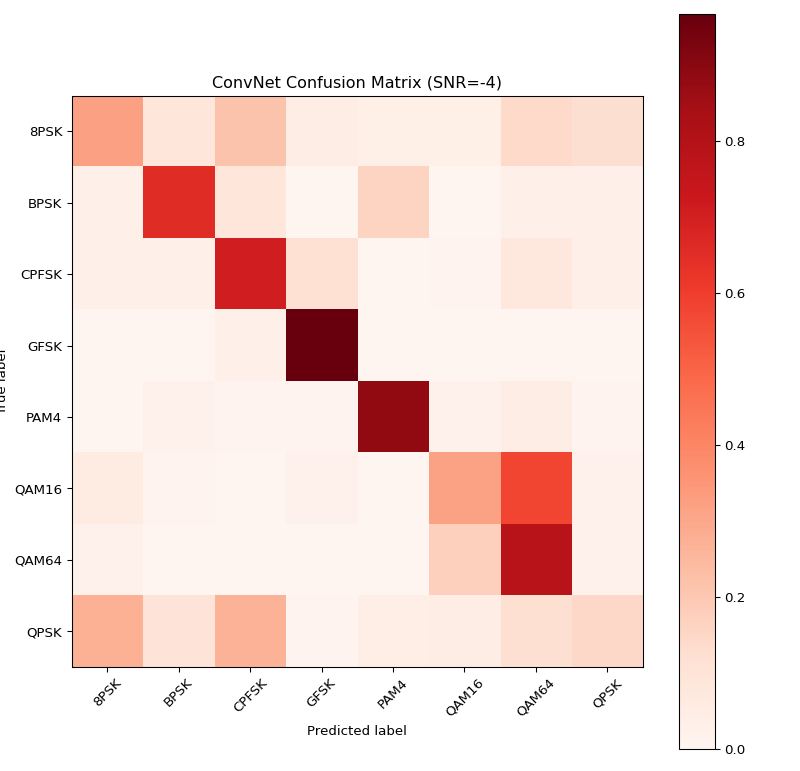 ConvNet Confusion Matrix (SNR=-4)
8PSK
BPSK
CPFSK
GFSK
PAM4
QAM16
QAM64
QPSK
8PSK
BPSK
CPFSK
GFSK
PAM4
QAM16
QAM64
QPSK
Predicted label
label
0.8
0.6
0.4
0.2
0.0